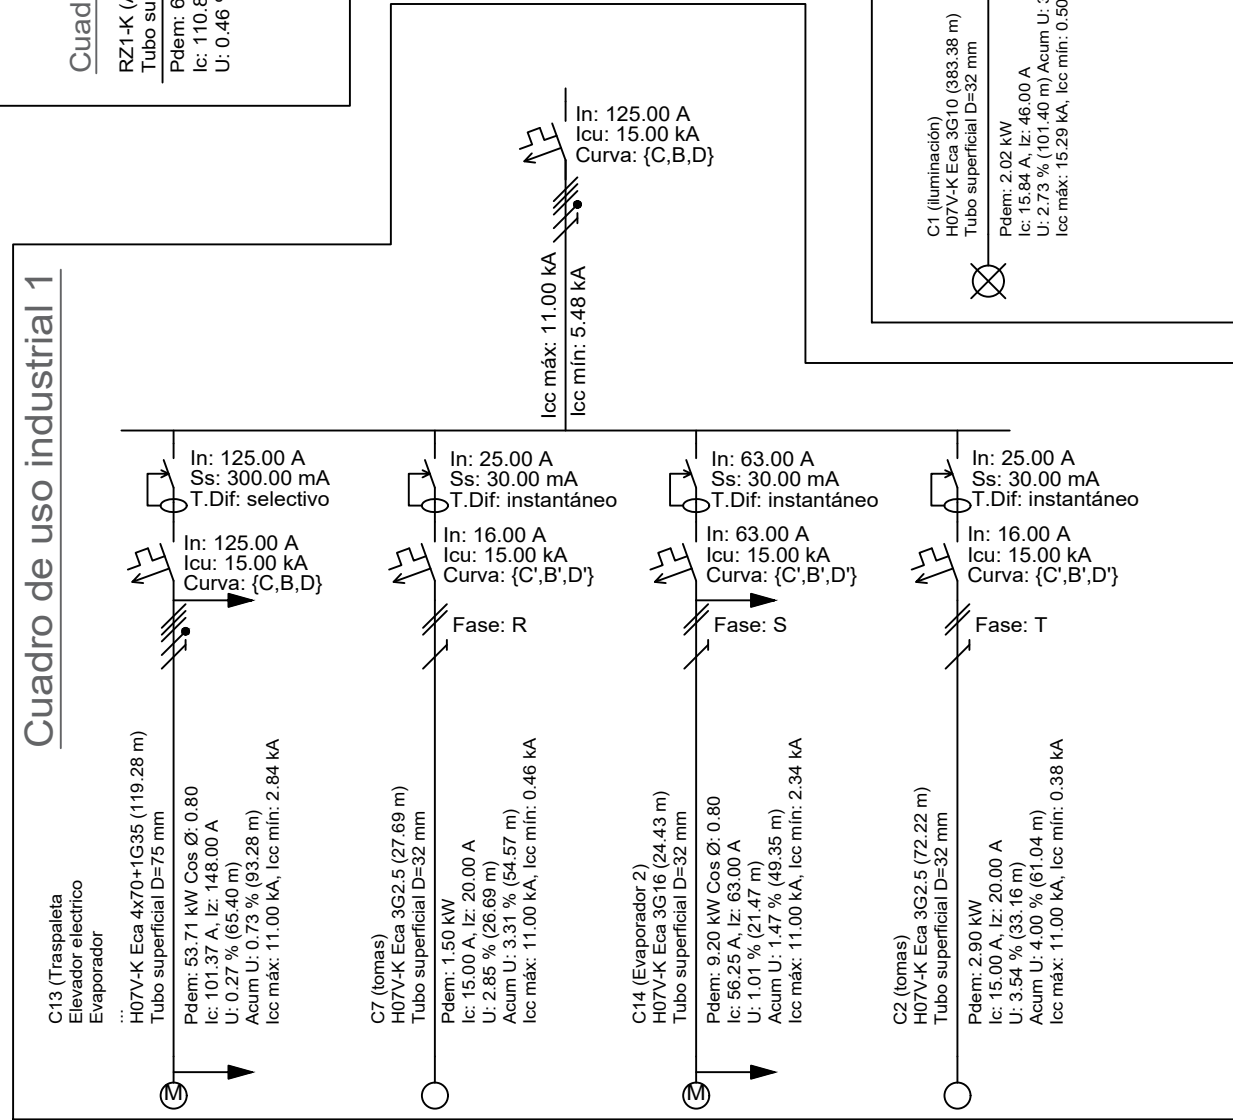 Cuad
RZ1-K (
Tubo su
Pdem: 6
Ic: 110.8
U: 0.46
C1 (iluminación)
H07V-K Eca 3G10 (383.38 m)
Tubo superficial D=32 mm
Pdem: 2.02 kW
Ic: 15.84 A, Iz: 46.00 A
U: 2.73 % (101.40 m) Acum U: 3
Icc máx: 15.29 kA, Icc mín: 0.50
In: 125.00 A
Icu: 15.00 kA
Curva: {C,B,D}
Icc máx: 11.00 kA
Icc mín: 5.48 kA
Cuadro de uso industrial 1
In: 125.00 A
Ss: 300.00 mA
T.Dif: selectivo
In: 125.00 A
Icu: 15.00 kA
Curva: {C,B,D}
C13 (Traspaleta
Elevador electrico
Evaporador
...
H07V-K Eca 4x70+1G35 (119.28 m)
Tubo superficial D=75 mm
Pdem: 53.71 kW Cos Ø: 0.80
Ic: 101.37 A, Iz: 148.00 A
U: 0.27 % (65.40 m)
Acum U: 0.73 % (93.28 m)
Icc máx: 11.00 kA, Icc mín: 2.84 kA
M
In: 25.00 A
Ss: 30.00 mA
T.Dif: instantáneo
In: 16.00 A
Icu: 15.00 kA
Curva: {C',B',D'}
Fase: R
C7 (tomas)
H07V-K Eca 3G2.5 (27.69 m)
Tubo superficial D=32 mm
Pdem: 1.50 kW
Ic: 15.00 A, Iz: 20.00 A
U: 2.85 % (26.69 m)
Acum U: 3.31 % (54.57 m)
Icc máx: 11.00 kA, Icc mín: 0.46 kA
In: 63.00 A
Ss: 30.00 mA
T.Dif: instantáneo
In: 63.00 A
Icu: 15.00 kA
Curva: {C',B',D'}
Fase: S
C14 (Evaporador 2)
H07V-K Eca 3G16 (24.43 m)
Tubo superficial D=32 mm
Pdem: 9.20 kW Cos Ø: 0.80
Ic: 56.25 A, Iz: 63.00 A
U: 1.01 % (21.47 m)
Acum U: 1.47 % (49.35 m)
Icc máx: 11.00 kA, Icc mín: 2.34 kA
M
In: 25.00 A
Ss: 30.00 mA
T.Dif: instantáneo
In: 16.00 A
Icu: 15.00 kA
Curva: {C',B',D'}
Fase: T
C2 (tomas)
H07V-K Eca 3G2.5 (72.22 m)
Tubo superficial D=32 mm
Pdem: 2.90 kW
Ic: 15.00 A, Iz: 20.00 A
U: 3.54 % (33.16 m)
Acum U: 4.00 % (61.04 m)
Icc máx: 11.00 kA, Icc mín: 0.38 kA